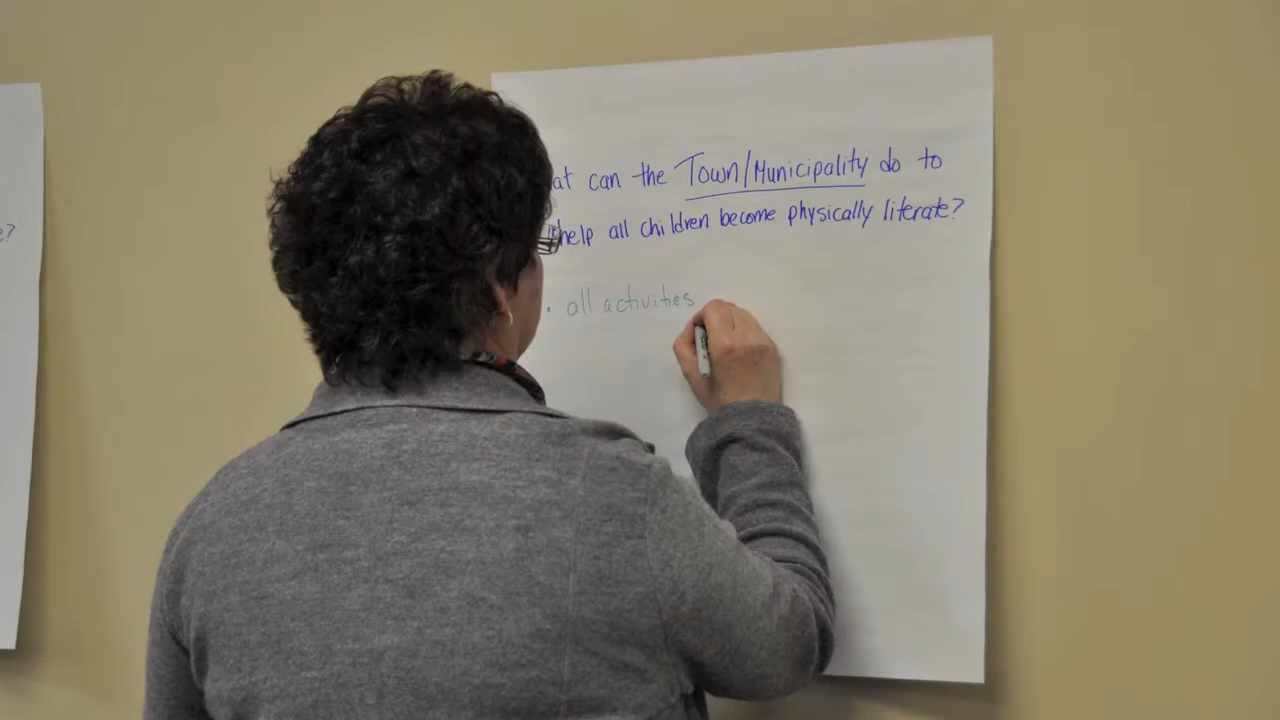 at can the Town/Municipality do to
help all children become physically literate?
· all activities
e?